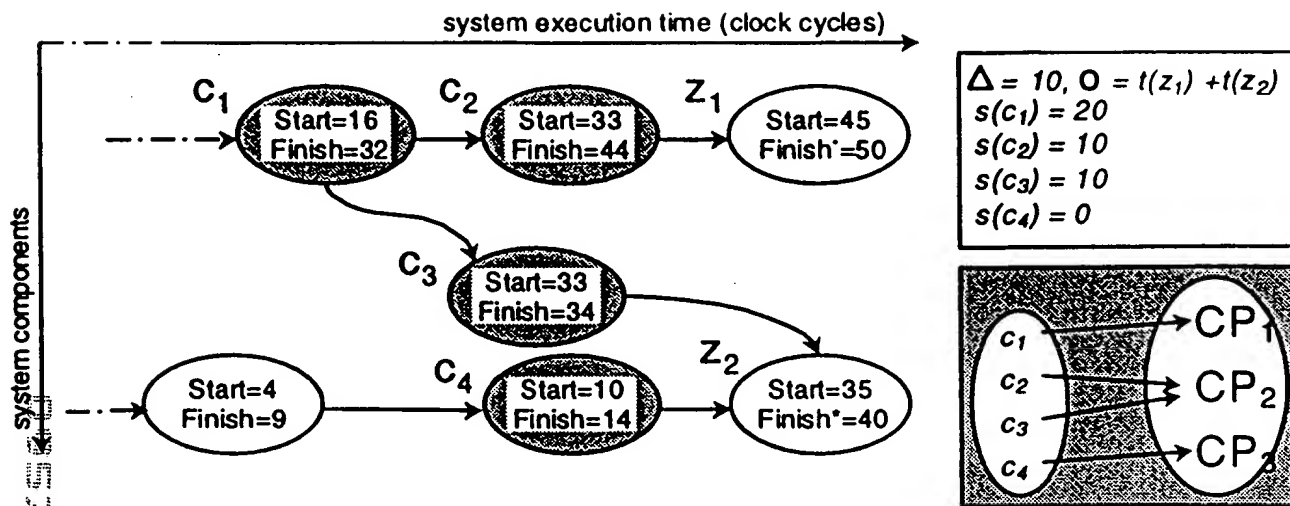 system execution time (clock cycles)
system components
C1
Start=16
Finish=32
C2
Start=33
Finish=44
Z1
Start=45
Finish*=50
C3
Start=33
Finish=34
Start=4
Finish=9
C4
Start=10
Finish=14
Z2
Start=35
Finish*=40
Δ = 10, O = t(z1) +t(z2)
s(c1) = 20
s(c2) = 10
s(c3) = 10
s(c4) = 0
c1
c2
c3
c4
CP1
CP2
CP3